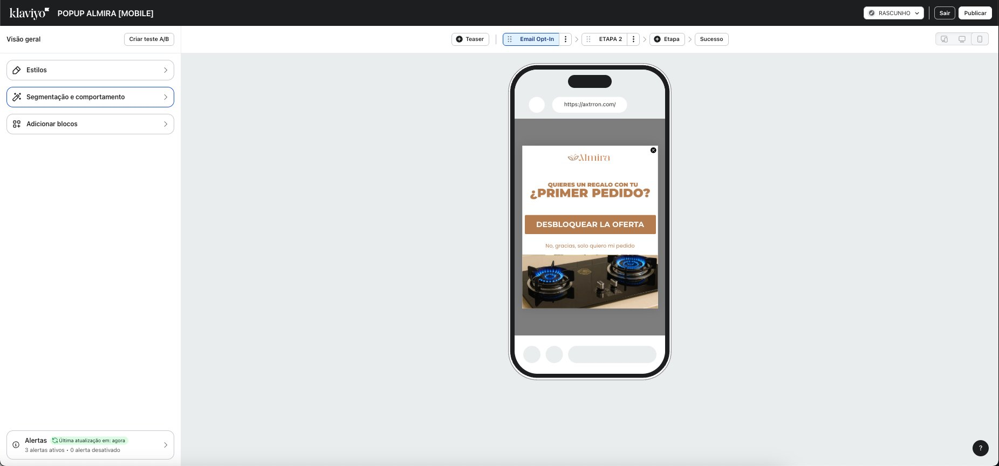 klaviyo
POPUP ALMIRA [MOBILE]
RASCUNHO
Sair
Publicar
Visão geral
Criar teste A/B
Teaser
Email Opt-In
ETAPA 2
Etapa
Sucesso
Estilos
Segmentação e comportamento
Adicionar blocos
https://axtrron.com/
Almira
QUIERES UN REGALO CON TU
¿PRIMER PEDIDO?
DESBLOQUEAR LA OFERTA
No, gracias, solo quiero mi pedido
Alertas
Última atualização em: agora
3 alertas ativos • 0 alerta desativado
?